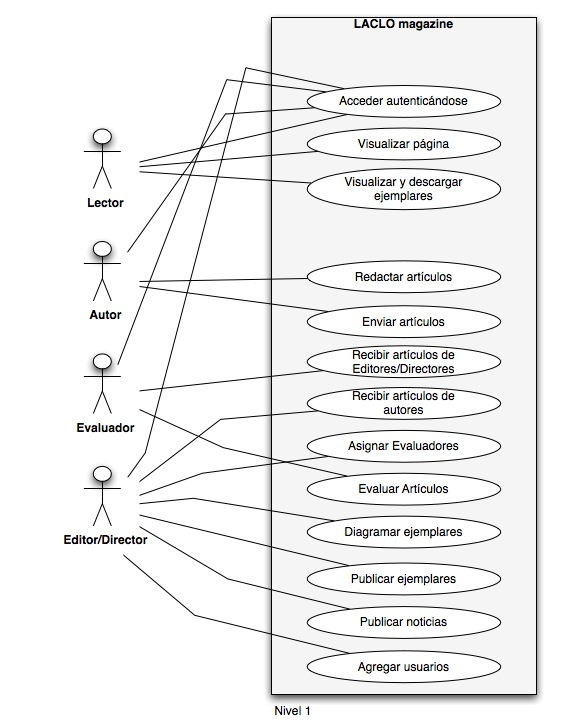 LACLO magazine
Acceder autenticándose
Visualizar página
Visualizar y descargar
ejemplares
Lector
Redactar artículos
Autor
Enviar artículos
Recibir artículos de
Editores/Directores
Recibir artículos de
autores
Evaluador
Asignar Evaluadores
Evaluar Artículos
Diagramar ejemplares
Editor/Director
Publicar ejemplares
Publicar noticias
Agregar usuarios
Nivel 1